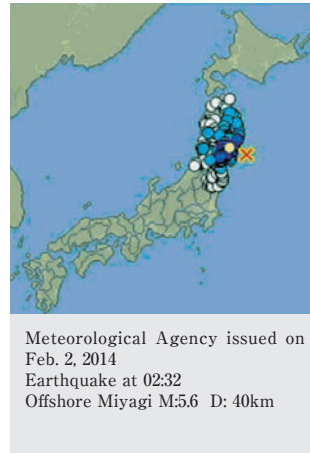 Meteorological Agency issued on
Feb. 2, 2014
Earthquake at 02:32
Offshore Miyagi M:5.6 D: 40km